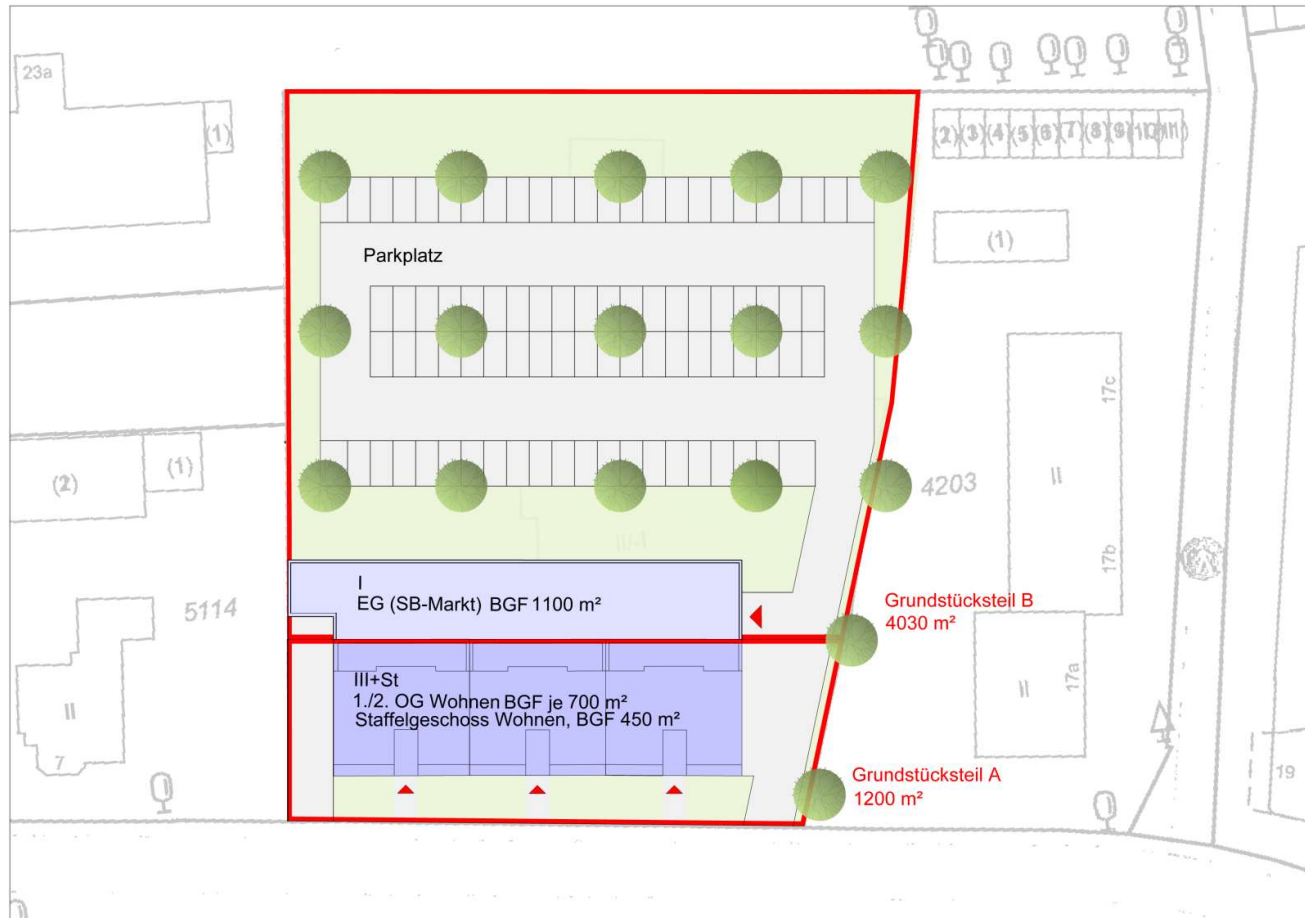 23a
(1)
(2)(3)(4)(5)(6)(7)(8)(9)(10)(11)
(1)
Parkplatz
17c
(2)
(1)
II
4203
17b
I
EG (SB-Markt) BGF 1100 m²
5114
Grundstücksteil B
4030 m²
III+St
1./2. OG Wohnen BGF je 700 m²
Staffelgeschoss Wohnen, BGF 450 m²
II
7
II
17a
Grundstücksteil A
1200 m²
19